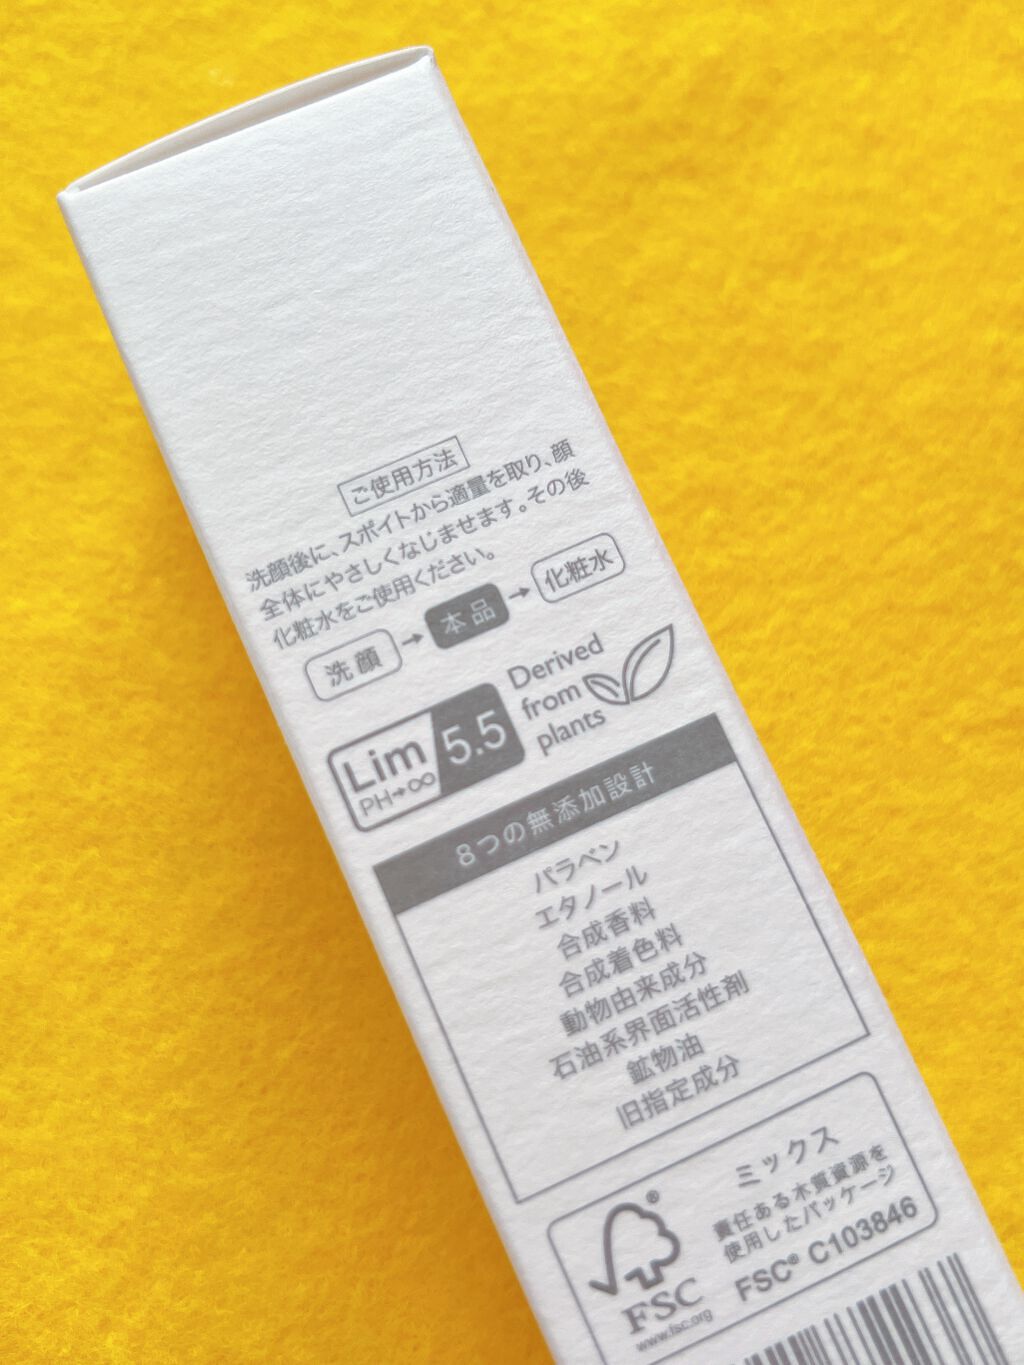 ご使用方法
洗顔後に、スポイトから適量を取り、顔
全体にやさしくなじませます。その後
化粧水をご使用ください。
洗顔→本品→化粧水
Lim 5.5
PH→∞
Derived
from
plants
8つの無添加設計
パラベン
エタノール
合成香料
合成着色料
動物由来成分
石油系界面活性剤
鉱物油
旧指定成分
ミックス
責任ある木質資源を
使用したパッケージ
FSC® C103846
®
FSC
www.fsc.org